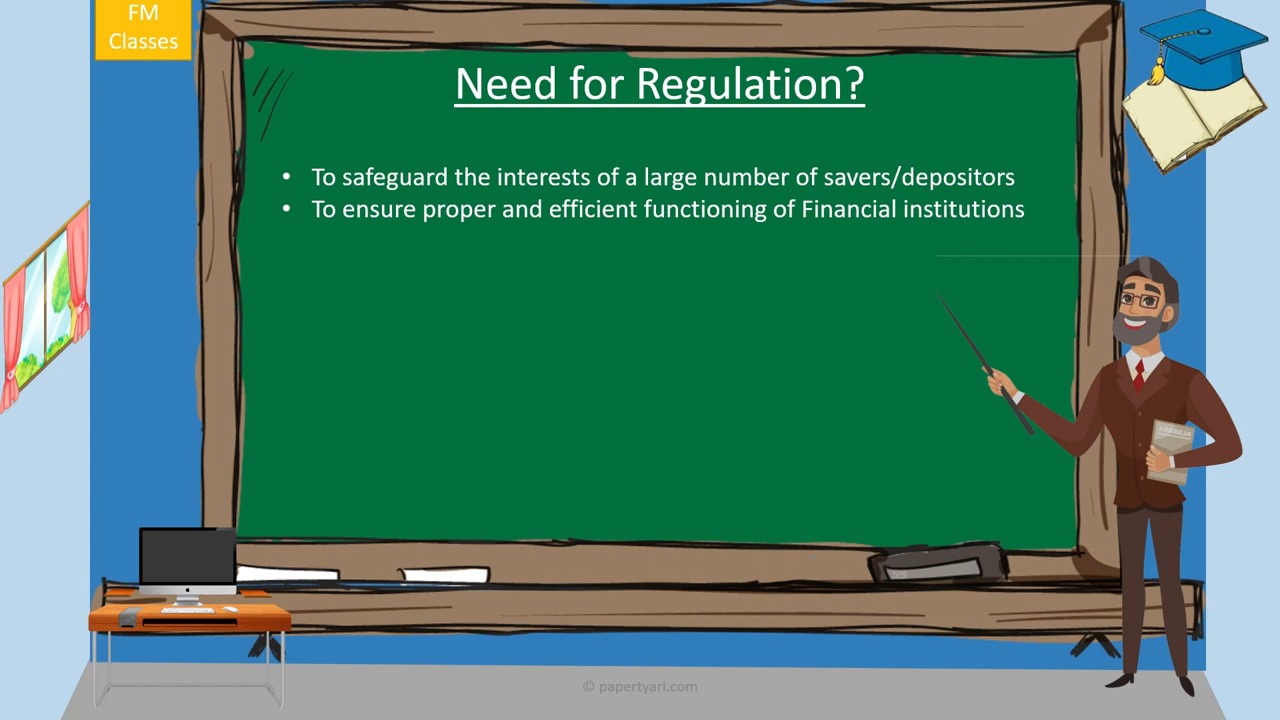 FM
Classes
Need for Regulation?
• To safeguard the interests of a large number of savers/depositors
• To ensure proper and efficient functioning of Financial institutions
© papertyari.com